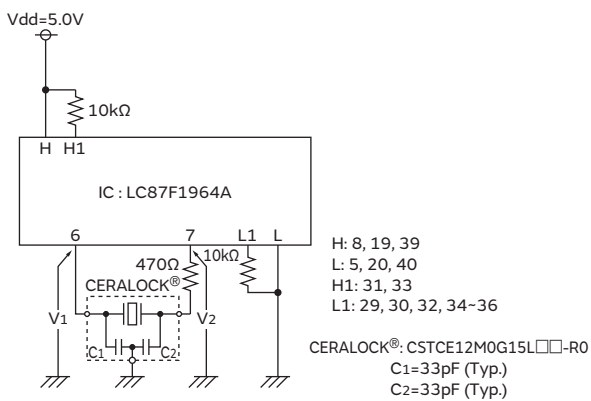 Vdd=5.0V
10kΩ
H H1
IC : LC87F1964A
6 7 L1 L
470Ω 10kΩ
CERALOCK®
V1 V2
C1 C2
H: 8, 19, 39
L: 5, 20, 40
H1: 31, 33
L1: 29, 30, 32, 34~36
CERALOCK®: CSTCE12M0G15L□□-R0
C1=33pF (Typ.)
C2=33pF (Typ.)